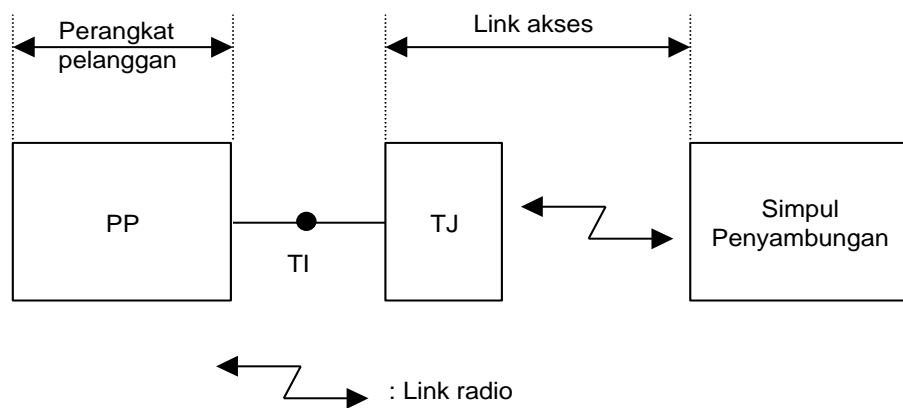 Perangkat
pelanggan
Link akses
PP
TI
TJ
Simpul
Penyambungan
: Link radio